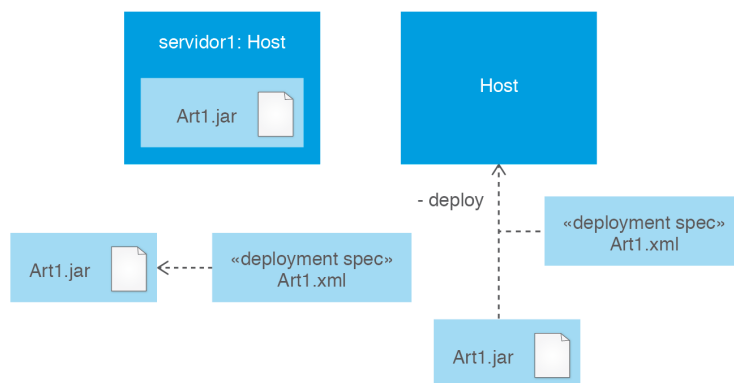 servidor1: Host
Art1.jar
Host
- deploy
«deployment spec»
Art1.xml
Art1.jar
«deployment spec»
Art1.xml
Art1.jar